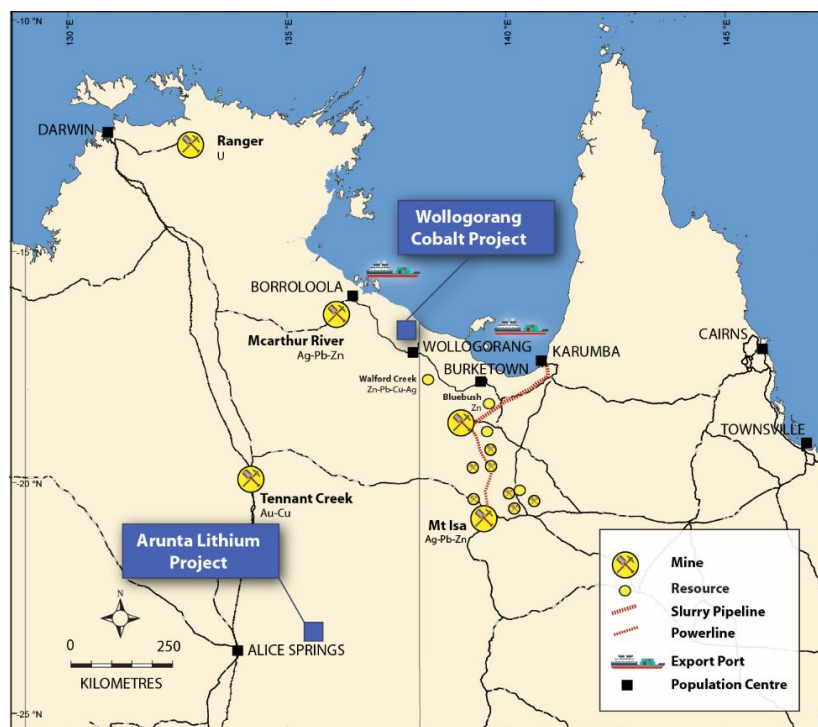 130°E
135°E
140°E
145°E
-10°N
DARWIN
Ranger
U
Wollogorang
Cobalt Project
-15°N
BORROLOOLA
Mcarthur River
Ag-Pb-Zn
WOLLOGORANG
KARUMBA
CAIRNS
Walford Creek
Zn-Pb-Cu-Ag
BURKETOWN
Bluebush
Zn
TOWNSVILLE
-20°N
Tennant Creek
Au-Cu
Mt Isa
Ag-Pb-Zn
Arunta Lithium
Project
N
0 250
KILOMETRES
ALICE SPRINGS
-25°N
Mine
Resource
Slurry Pipeline
Powerline
Export Port
Population Centre